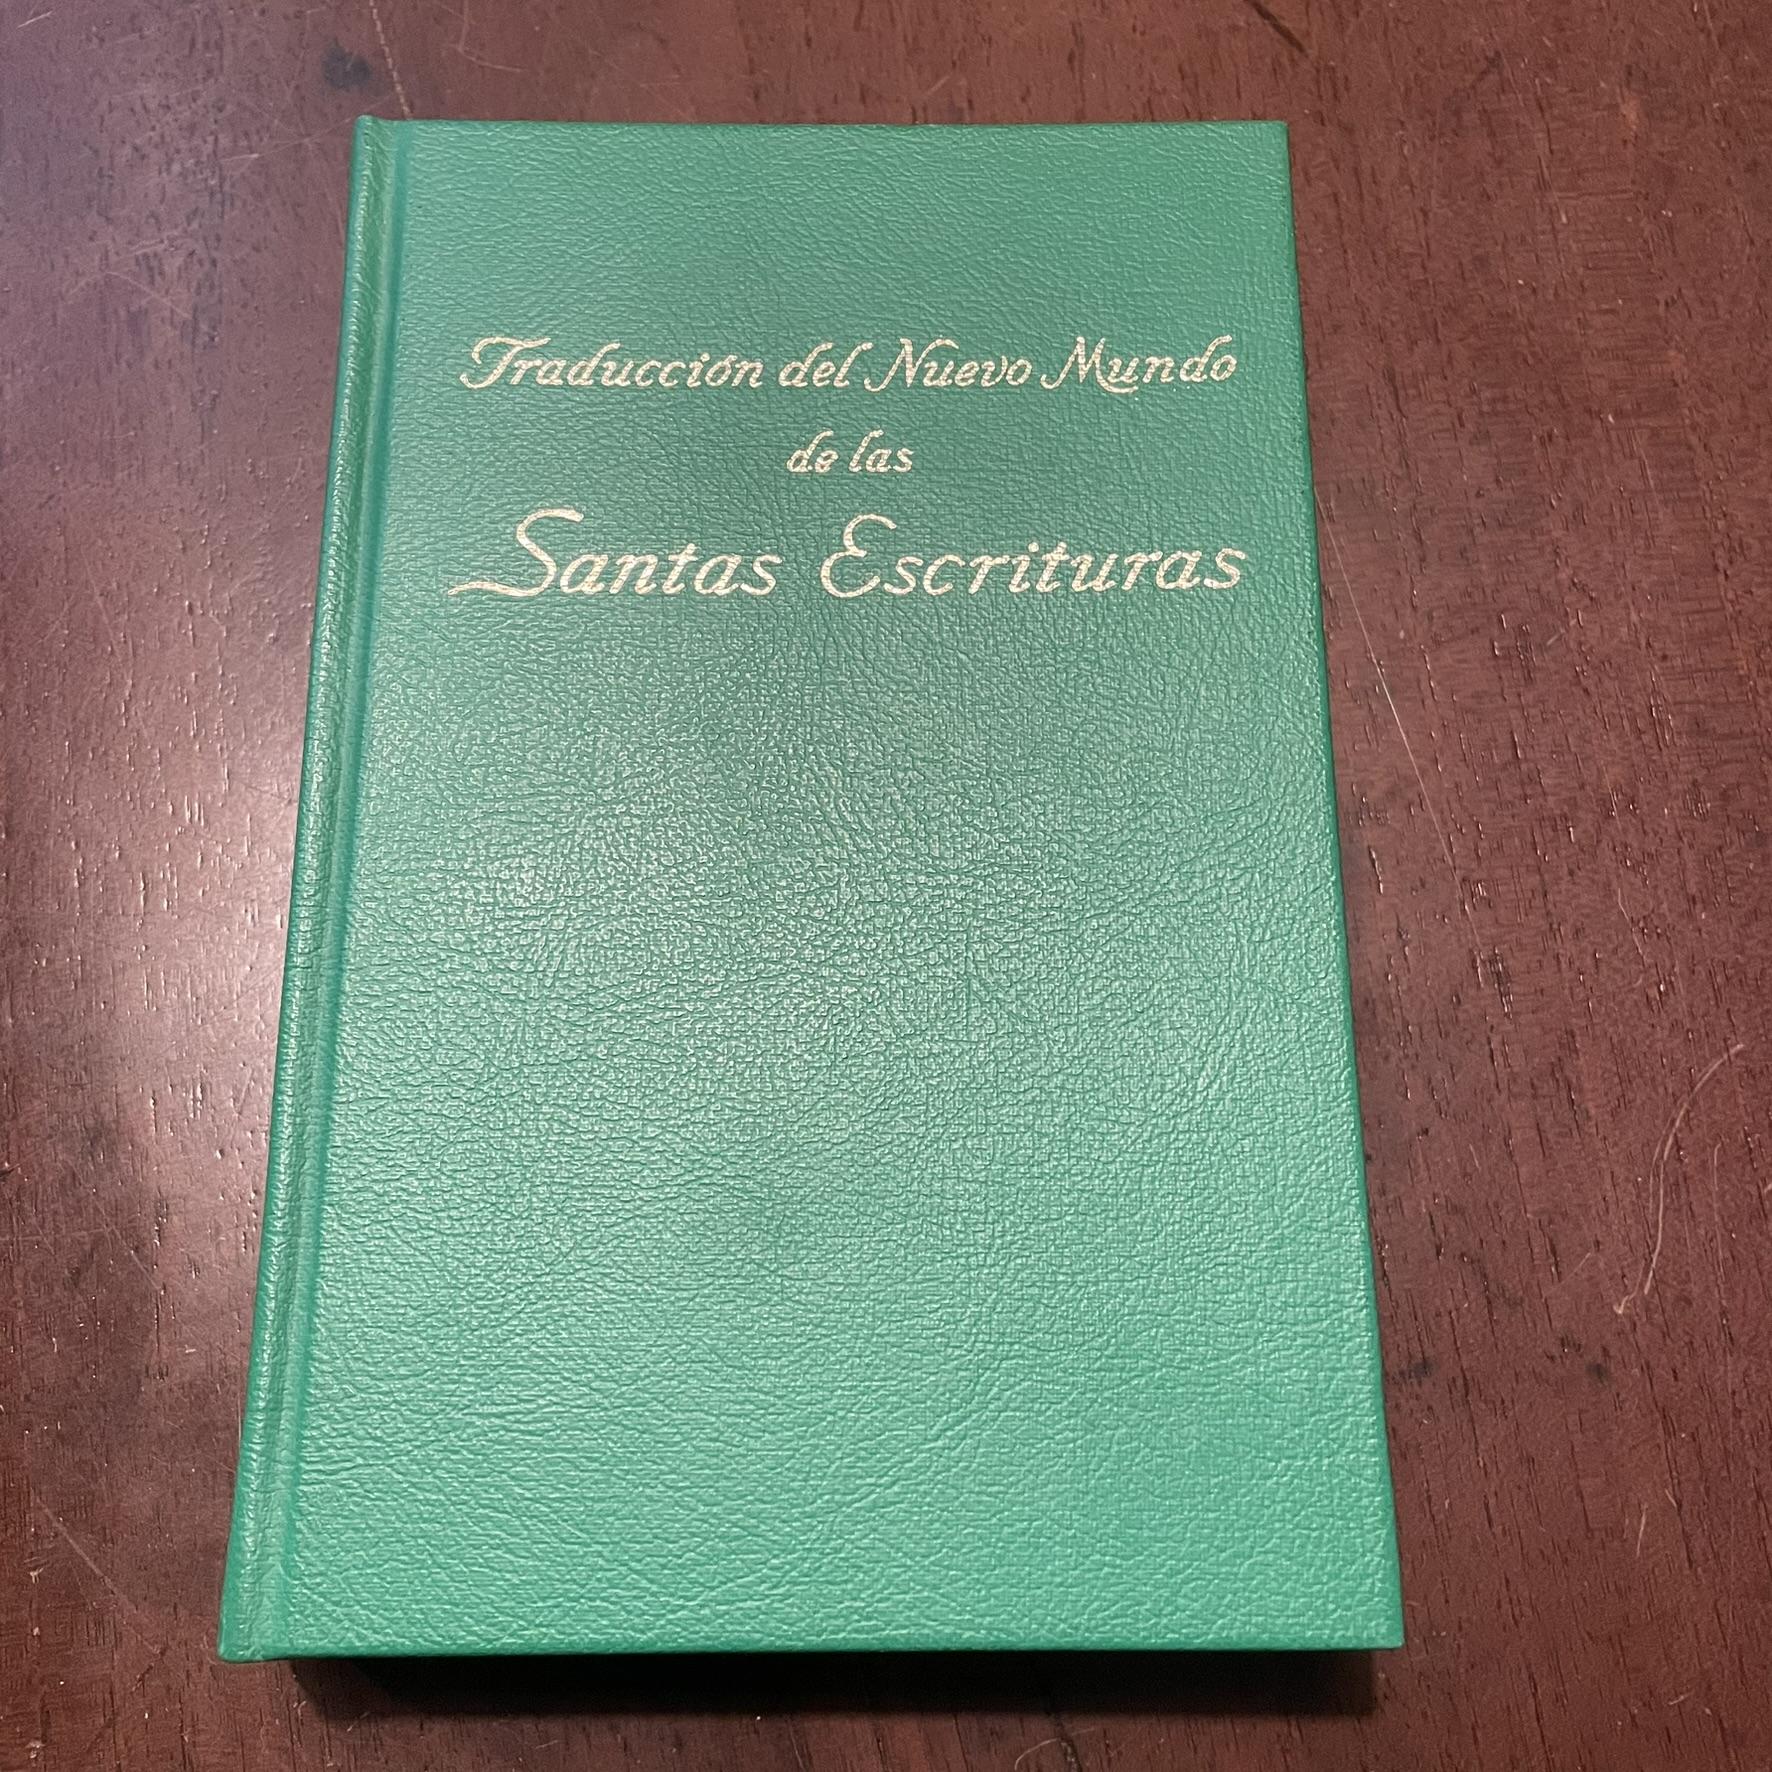 Traducción del Nuevo Mundo
de las
Santas Escrituras